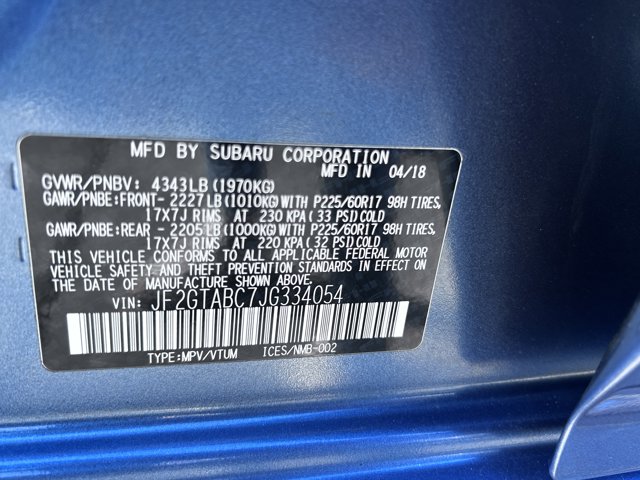 MFD BY SUBARU CORPORATION
MFD IN 04/18
GVWR/PNBV: 4343LB(1970KG)
GAWR/PNBE:FRONT- 2227LB(1010KG)WITH P225/60R17 98H TIRES,
17X7J RIMS AT 230 KPA(33 PSI)COLD
GAWR/PNBE:REAR - 2205LB(1000KG)WITH P225/60R17 98H TIRES,
17X7J RIMS AT 220 KPA(32 PSI)COLD
THIS VEHICLE CONFORMS TO ALL APPLICABLE FEDERAL MOTOR
VEHICLE SAFETY AND THEFT PREVENTION STANDARDS IN EFFECT ON
THE DATE OF MANUFACTURE SHOWN ABOVE.
VIN: JF2GTABC7JG334054
TYPE:MPV/VTUM ICES/NMB-002